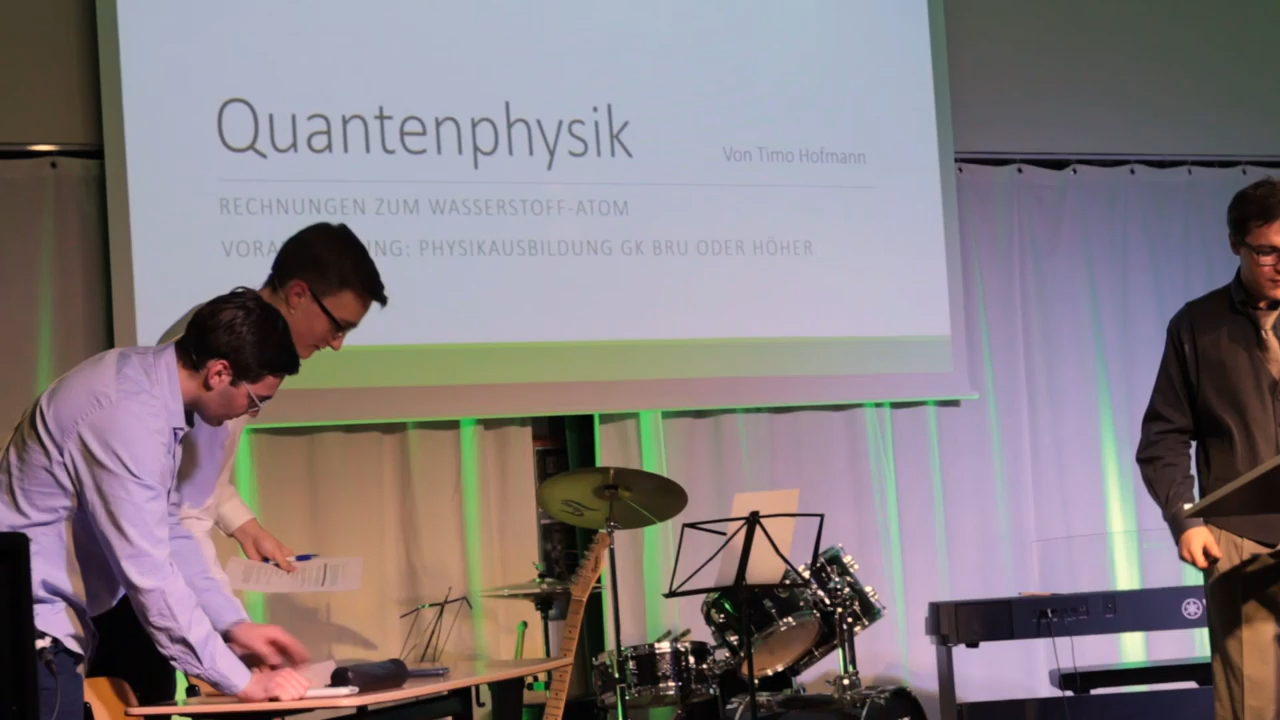 Quantenphysik
Von Timo Hofmann
RECHNUNGEN ZUM WASSERSTOFF-ATOM
PHYSIKAUSBILDUNG GK BRU ODER HÖHER